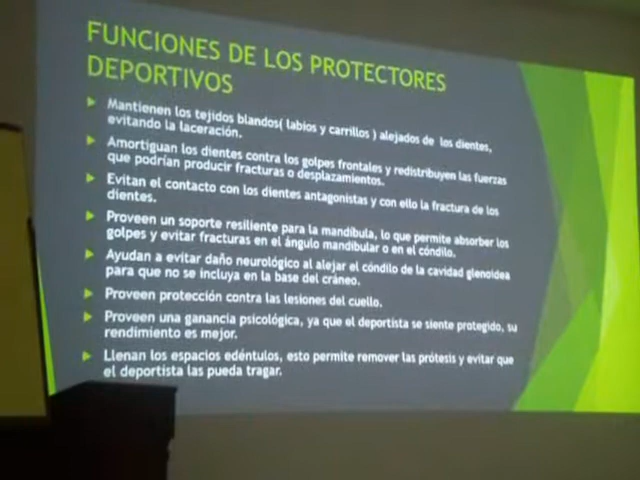 FUNCIONES DE LOS PROTECTORES
DEPORTIVOS
Mantienen los tejidos blandos( labios y carrillos ) alejados de los dientes,
evitando la laceración.
Amortiguan los dientes contra los golpes frontales y redistribuyen las fuerzas
que podrían producir fracturas o desplazamientos.
Evitan el contacto con los dientes antagonistas y con ello la fractura de los
dientes.
Proveen un soporte resiliente para la mandíbula, lo que permite absorber los
golpes y evitar fracturas en el ángulo mandibular o en el cóndilo.
Ayudan a evitar daño neurológico al alejar el cóndilo de la cavidad glenoidea
para que no se incluya en la base del cráneo.
Proveen protección contra las lesiones del cuello.
Proveen una ganancia psicológica, ya que el deportista se siente protegido, su
rendimiento es mejor.
Llenan los espacios edéntulos, esto permite remover las prótesis y evitar que
el deportista las pueda tragar.